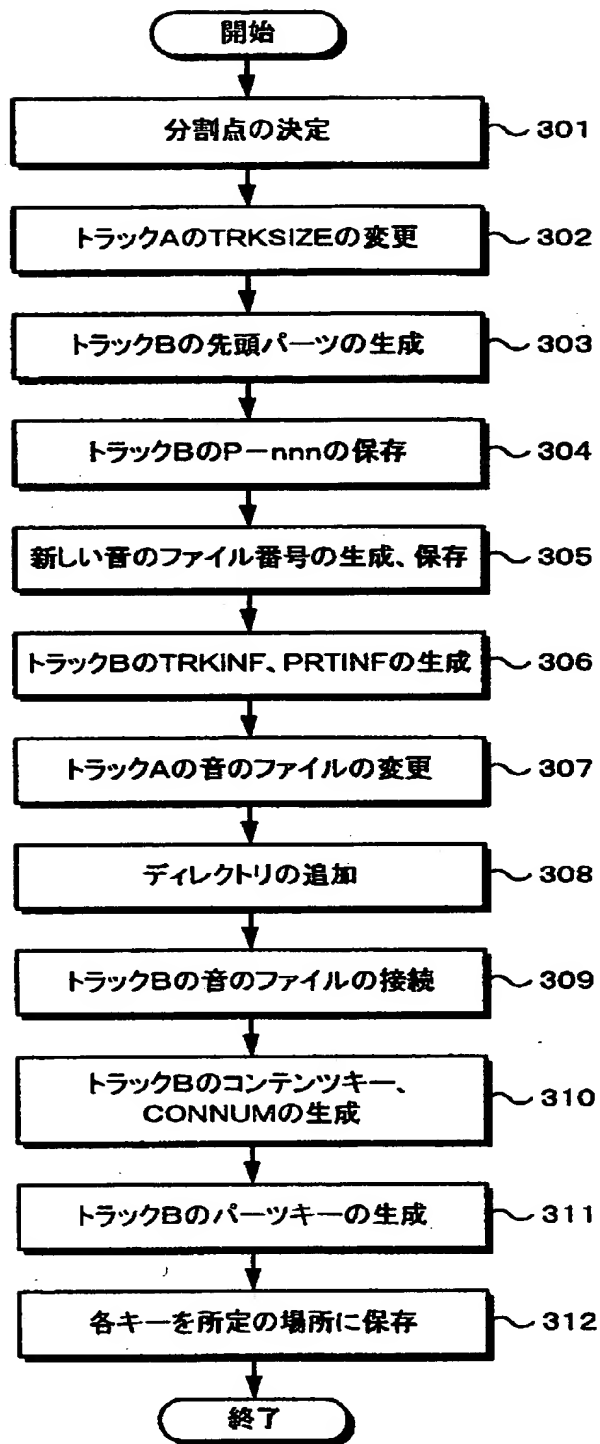 開始
分割点の決定
301
トラックAのTRKSIZEの変更
302
トラックBの先頭パーツの生成
303
トラックBのP－nnnの保存
304
新しい音のファイル番号の生成、保存
305
トラックBのTRKINF、PRTINFの生成
306
トラックAの音のファイルの変更
307
ディレクトリの追加
308
トラックBの音のファイルの接続
309
トラックBのコンテンツキー、
CONNUMの生成
310
トラックBのパーツキーの生成
311
各キーを所定の場所に保存
312
終了